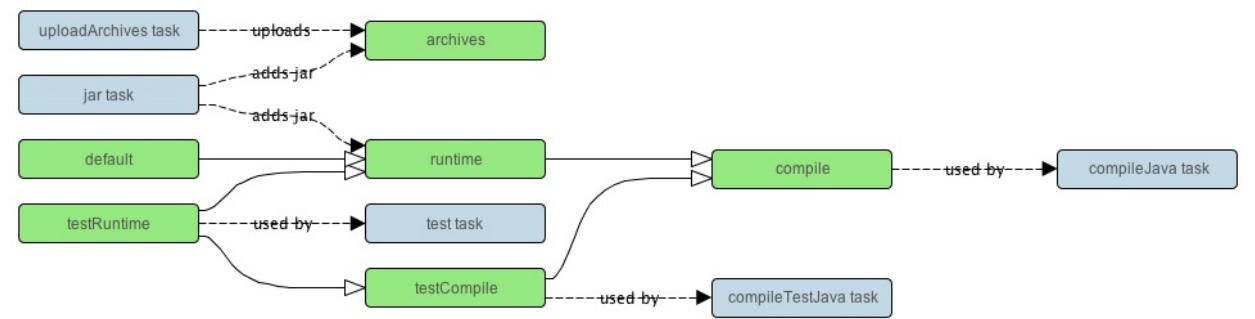 uploadArchives task
uploads
archives
jar task
adds jar
adds jar
default
runtime
compile
used by
compileJava task
testRuntime
used by
test task
testCompile
used by
compileTestJava task